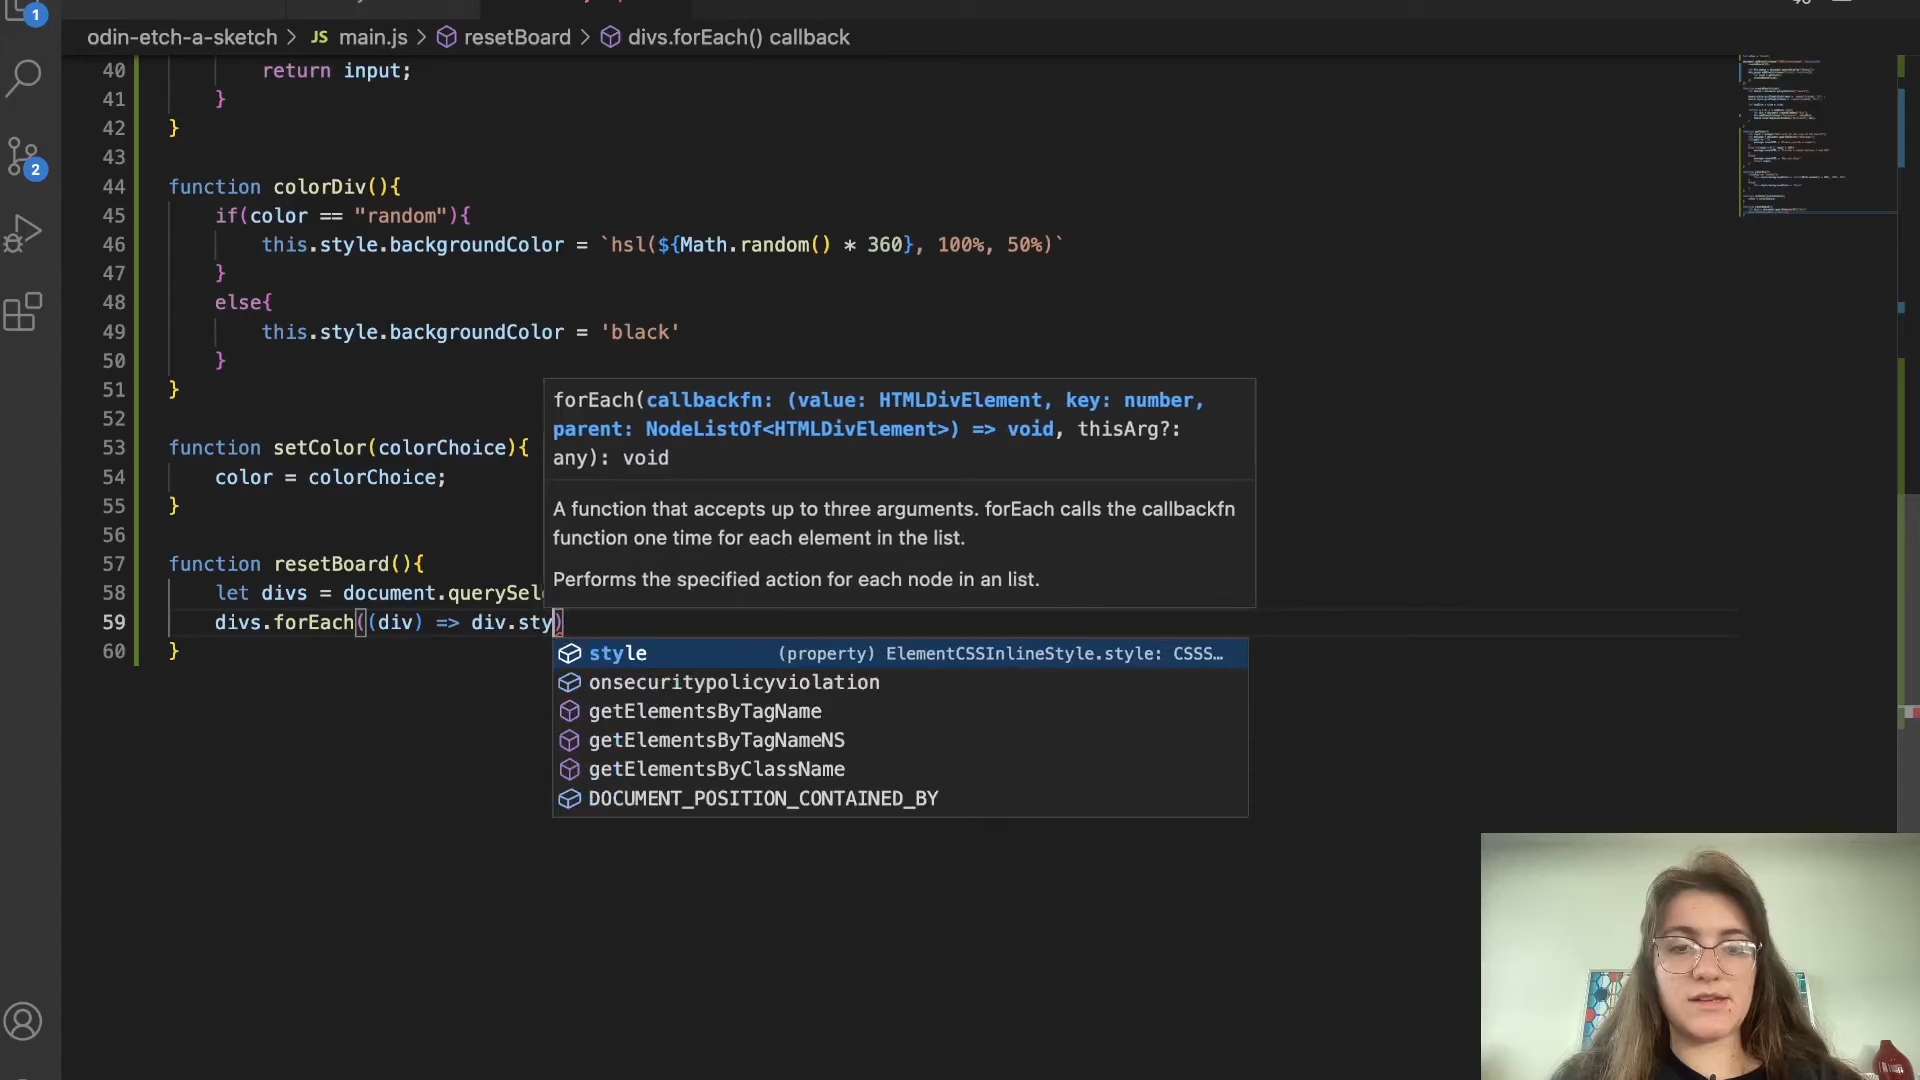 1
odin-etch-a-sketch > JS main.js > resetBoard > divs.forEach() callback
2
40 return input;
41 }
42 }
43
44 function colorDiv(){
45 if(color == "random"){
46 this.style.backgroundColor = `hsl(${Math.random() * 360}, 100%, 50%)`
47 }
48 else{
49 this.style.backgroundColor = 'black'
50 }
51 }
52
53 function setColor(colorChoice){
54 color = colorChoice;
55 }
56
57 function resetBoard(){
58 let divs = document.querySel
59 divs.forEach((div) => div.sty)
60 }
forEach(callbackfn: (value: HTMLDivElement, key: number,
parent: NodeListOf<HTMLDivElement>) => void, thisArg?:
any): void
A function that accepts up to three arguments. forEach calls the callbackfn
function one time for each element in the list.
Performs the specified action for each node in an list.
style (property) ElementCSSInlineStyle.style: CSSS…
onsecuritypolicyviolation
getElementsByTagName
getElementsByTagNameNS
getElementsByClassName
DOCUMENT_POSITION_CONTAINED_BY